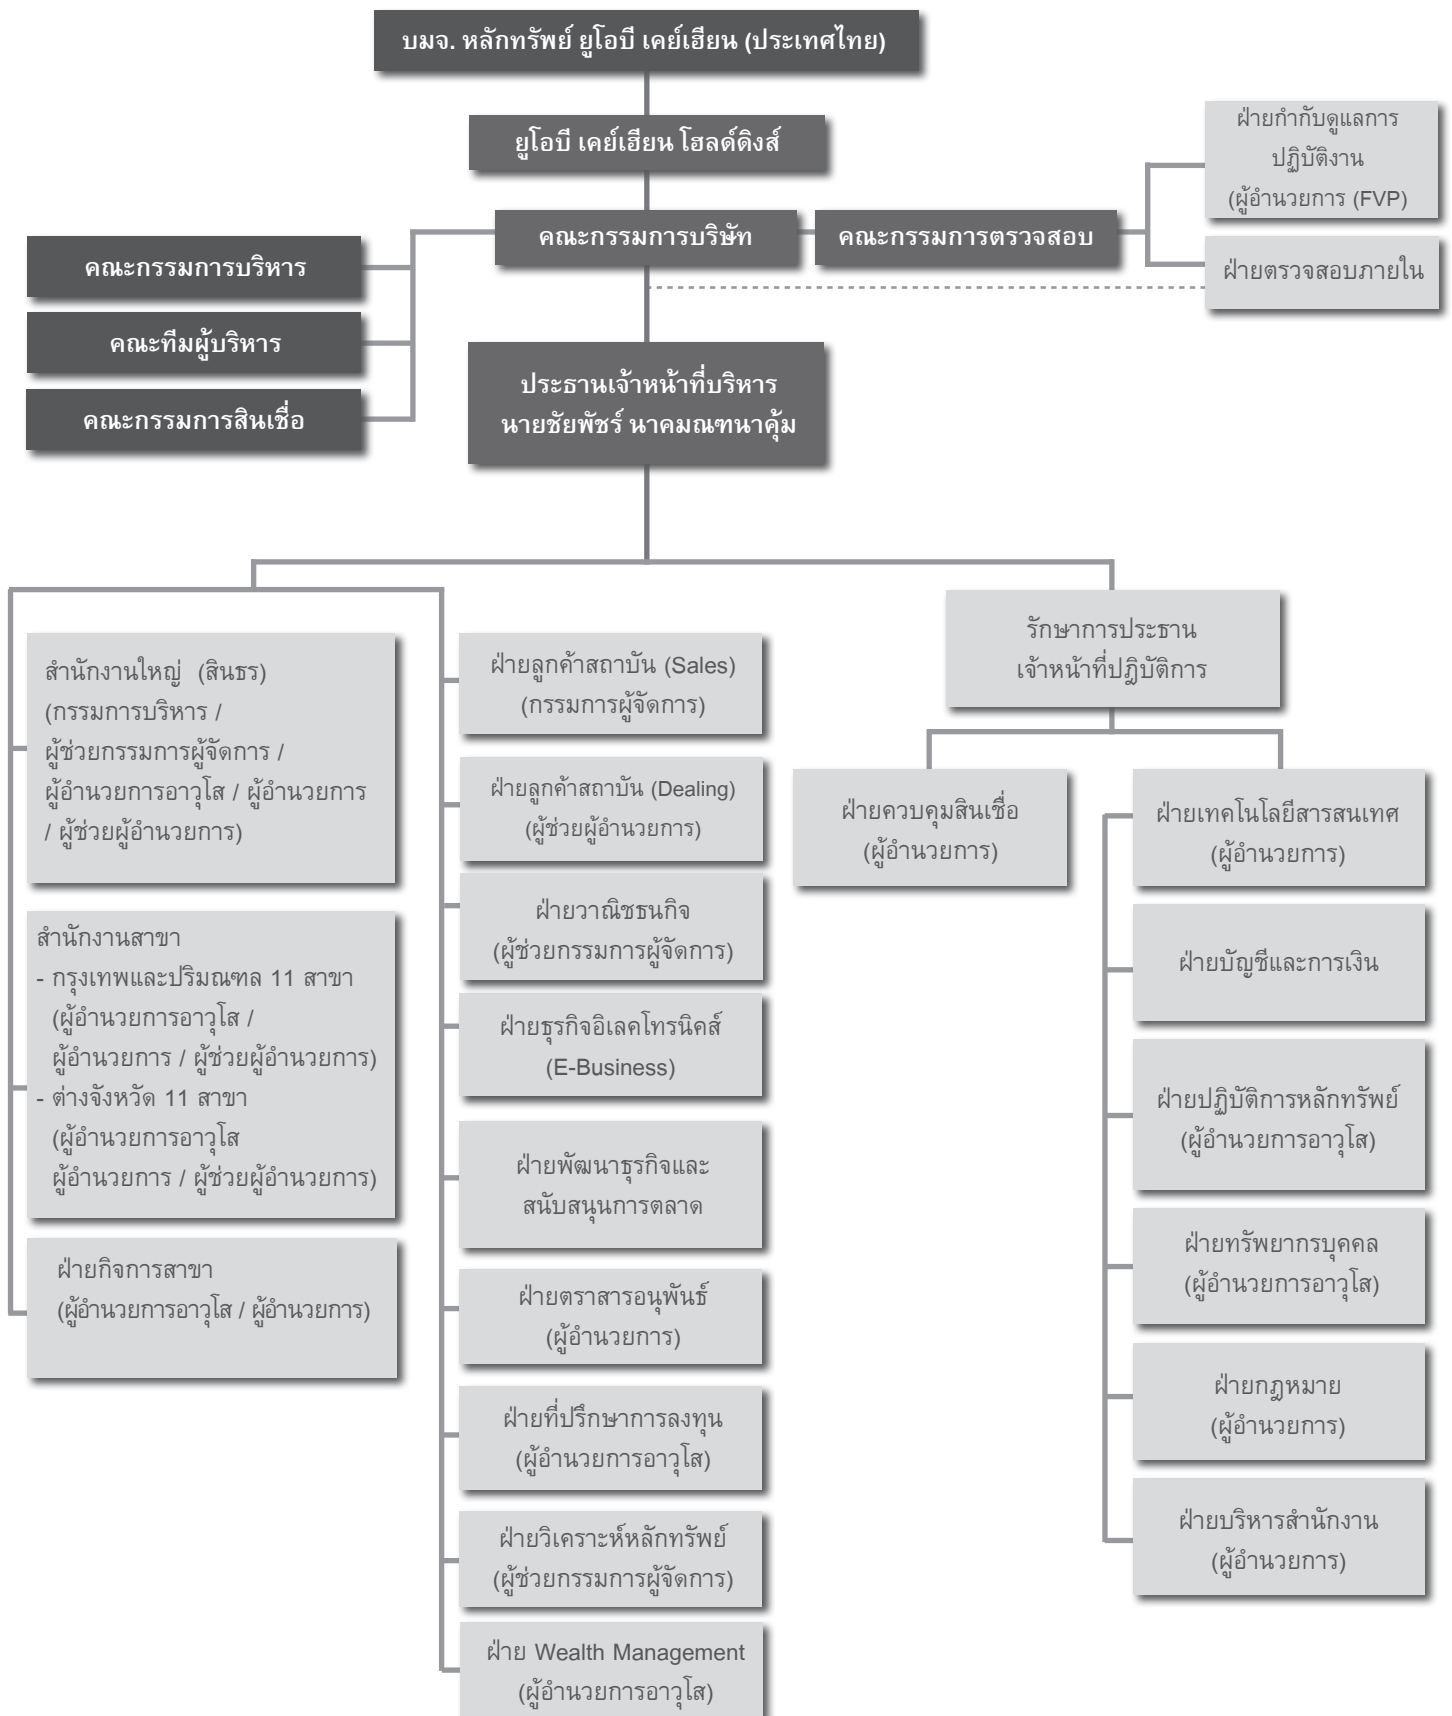 บมจ. หลักทรัพย์ ยูโอบี เคย์เฮียน (ประเทศไทย)
ยูโอบี เคย์เฮียน โฮลด์ดิงส์
ฝ่ายกำกับดูแลการ
ปฏิบัติงาน
(ผู้อำนวยการ (FVP)
คณะกรรมการบริษัท
คณะกรรมการตรวจสอบ
ฝ่ายตรวจสอบภายใน
คณะกรรมการบริหาร
คณะทีมผู้บริหาร
คณะกรรมการสินเชื่อ
ประธานเจ้าหน้าที่บริหาร
นายชัยพัชร์ นาคมณฑนาคุ้ม
สำนักงานใหญ่ (สินธร)
(กรรมการบริหาร /
ผู้ช่วยกรรมการผู้จัดการ /
ผู้อำนวยการอาวุโส / ผู้อำนวยการ
/ ผู้ช่วยผู้อำนวยการ)
สำนักงานสาขา
- กรุงเทพและปริมณฑล 11 สาขา
(ผู้อำนวยการอาวุโส /
ผู้อำนวยการ / ผู้ช่วยผู้อำนวยการ)
- ต่างจังหวัด 11 สาขา
(ผู้อำนวยการอาวุโส
ผู้อำนวยการ / ผู้ช่วยผู้อำนวยการ)
ฝ่ายกิจการสาขา
(ผู้อำนวยการอาวุโส / ผู้อำนวยการ)
ฝ่ายลูกค้าสถาบัน (Sales)
(กรรมการผู้จัดการ)
ฝ่ายลูกค้าสถาบัน (Dealing)
(ผู้ช่วยผู้อำนวยการ)
ฝ่ายวาณิชธนกิจ
(ผู้ช่วยกรรมการผู้จัดการ)
ฝ่ายธุรกิจอิเลคโทรนิคส์
(E-Business)
ฝ่ายพัฒนาธุรกิจและ
สนับสนุนการตลาด
ฝ่ายตราสารอนุพันธ์
(ผู้อำนวยการ)
ฝ่ายที่ปรึกษาการลงทุน
(ผู้อำนวยการอาวุโส)
ฝ่ายวิเคราะห์หลักทรัพย์
(ผู้ช่วยกรรมการผู้จัดการ)
ฝ่าย Wealth Management
(ผู้อำนวยการอาวุโส)
รักษาการประธาน
เจ้าหน้าที่ปฎิบัติการ
ฝ่ายควบคุมสินเชื่อ
(ผู้อำนวยการ)
ฝ่ายเทคโนโลยีสารสนเทศ
(ผู้อำนวยการ)
ฝ่ายบัญชีและการเงิน
ฝ่ายปฏิบัติการหลักทรัพย์
(ผู้อำนวยการอาวุโส)
ฝ่ายทรัพยากรบุคคล
(ผู้อำนวยการอาวุโส)
ฝ่ายกฎหมาย
(ผู้อำนวยการ)
ฝ่ายบริหารสำนักงาน
(ผู้อำนวยการ)